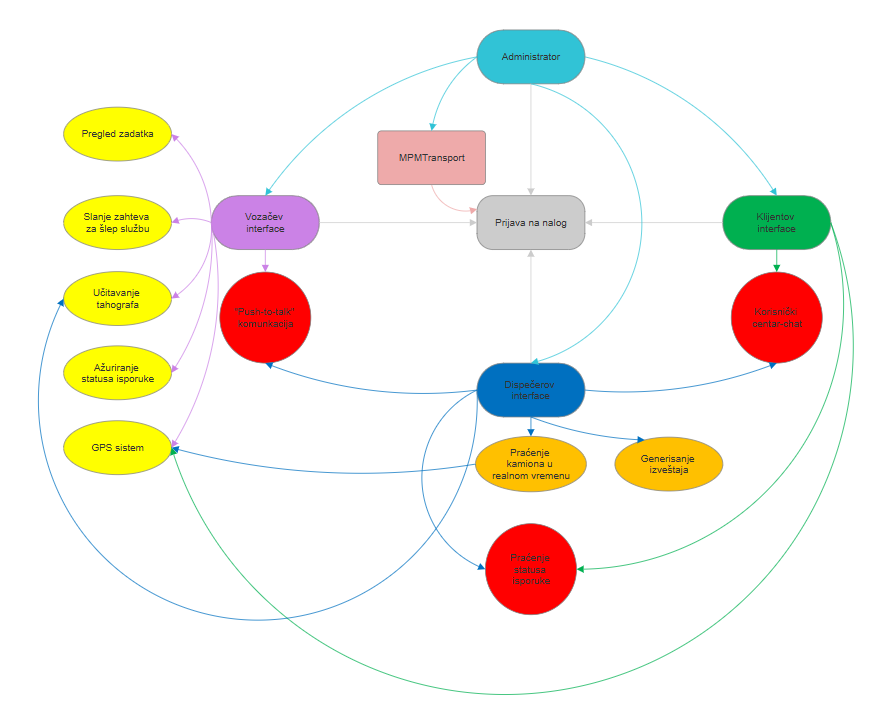 Administrator
Pregled zadatka
MPMTransport
Slanje zahteva
za šlep službu
Vozačev
interface
Prijava na nalog
Klijentov
interface
Učitavanje
tahografa
"Push-to-talk"
komunkacija
Korisnički
centar-chat
Ažuriranje
statusa isporuke
Dispečerov
interface
GPS sistem
Praćenje
kamiona u
realnom vremenu
Generisanje
izveštaja
Praćenje
statusa
isporuke